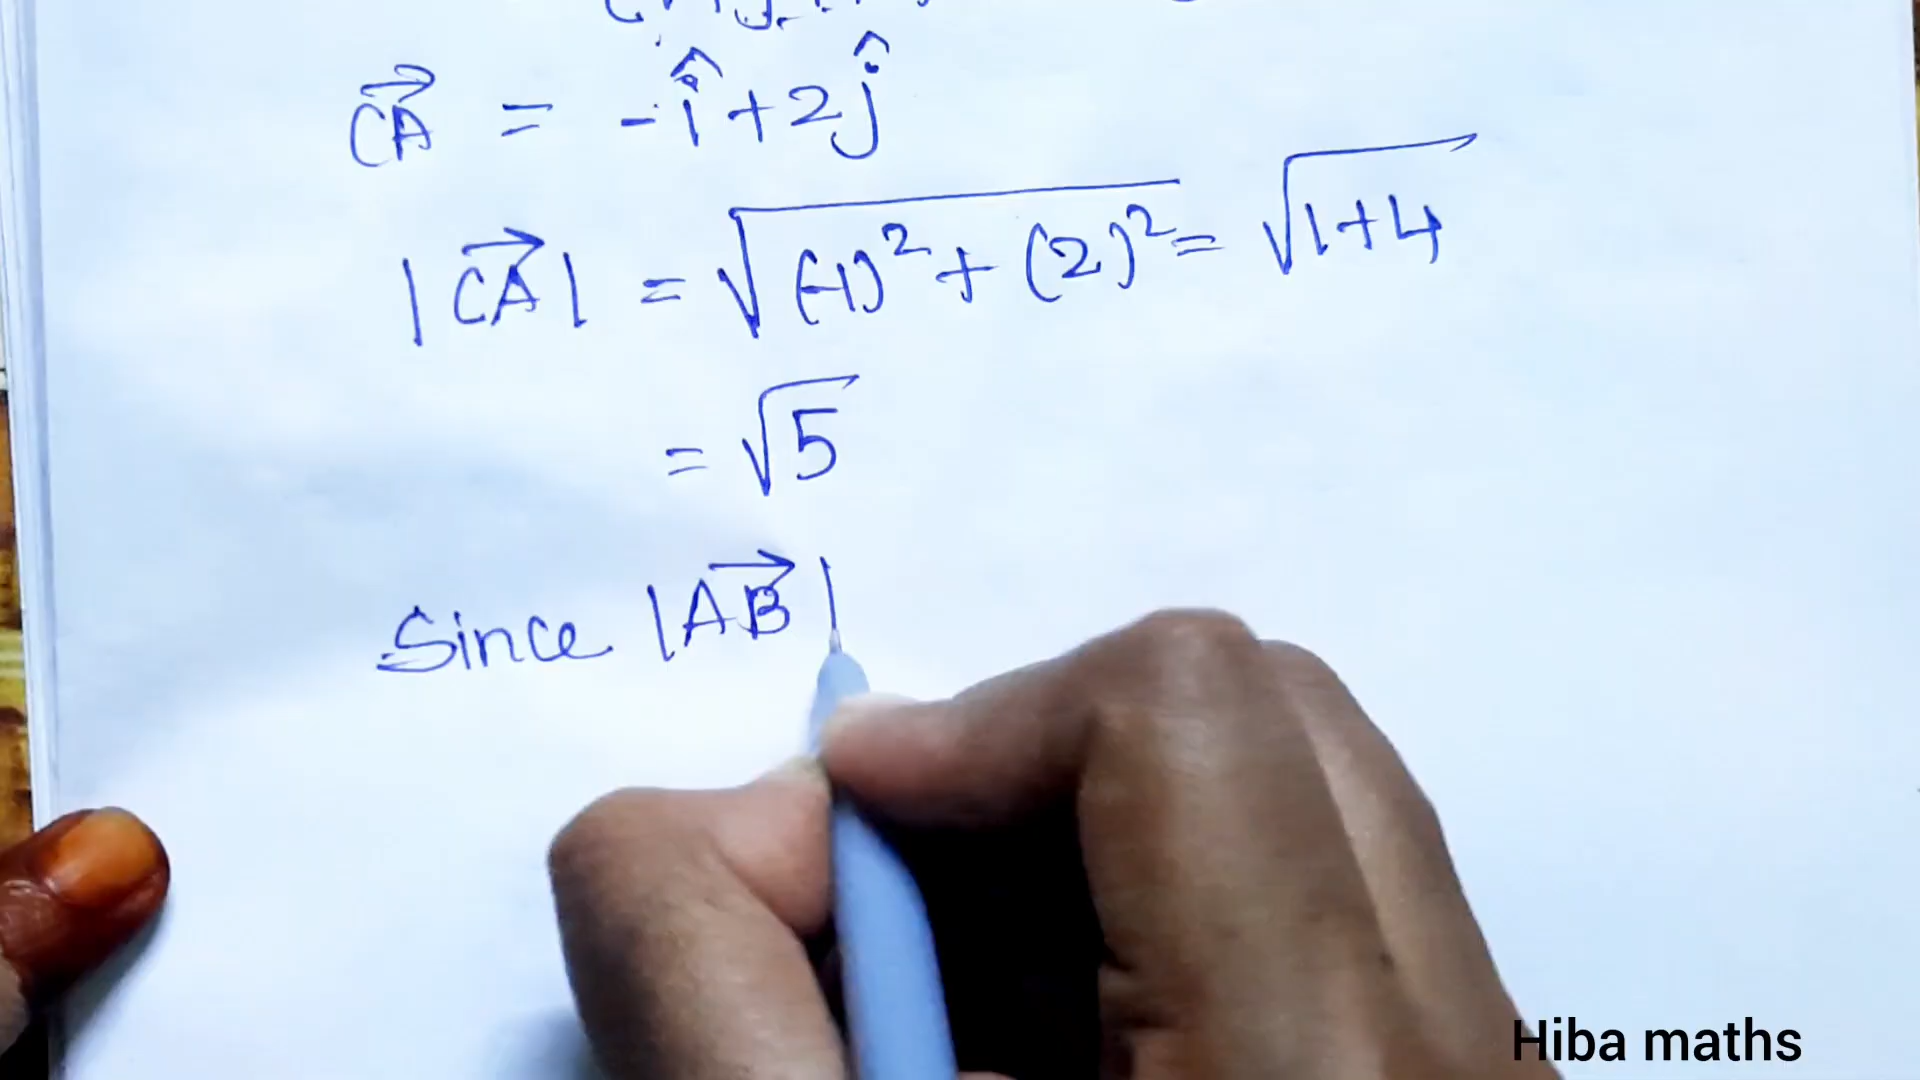 CA⃗ = -î+2ĵ
|CA⃗| = √(-1)²+(2)² = √1+4
= √5
Since |AB⃗|
Hiba maths